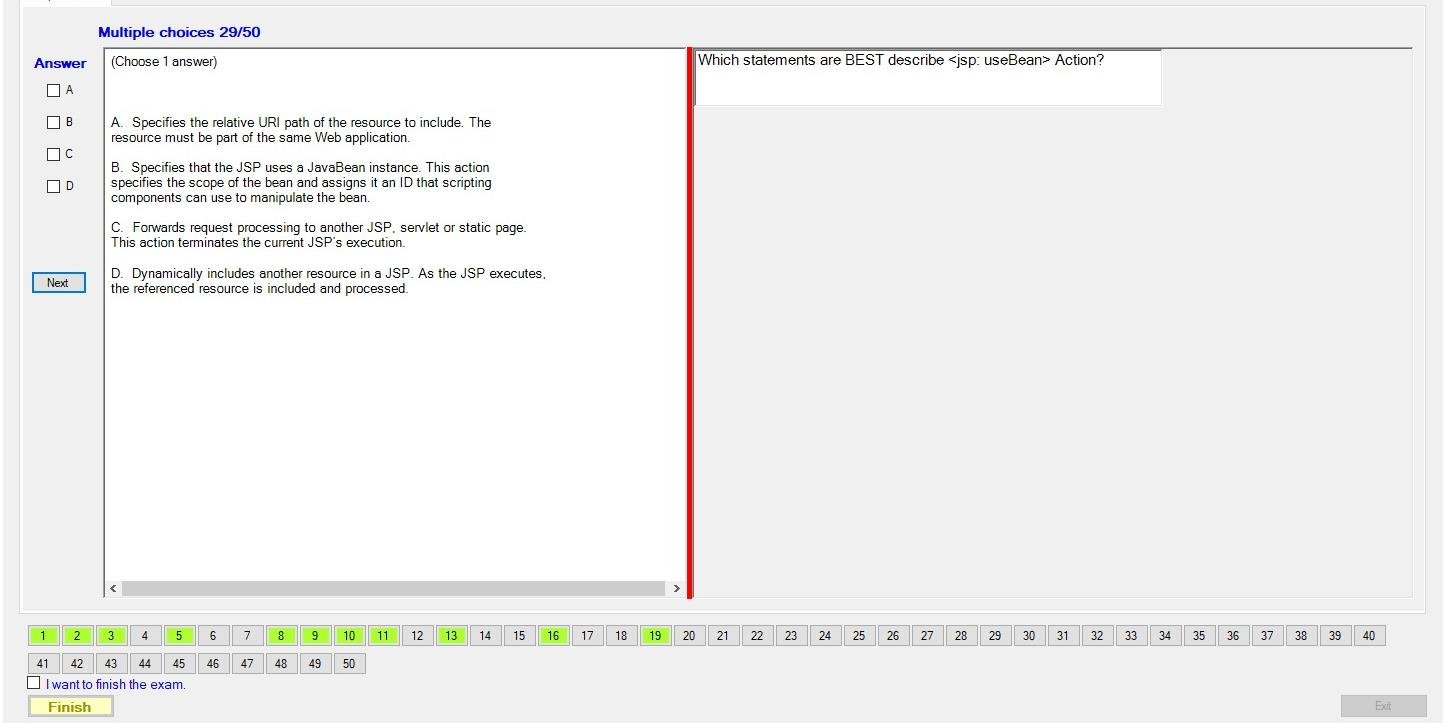 Multiple choices 29/50
Answer
A
B
C
D
Next
(Choose 1 answer)
A. Specifies the relative URI path of the resource to include. The
resource must be part of the same Web application.
B. Specifies that the JSP uses a JavaBean instance. This action
specifies the scope of the bean and assigns it an ID that scripting
components can use to manipulate the bean.
C. Forwards request processing to another JSP, servlet or static page.
This action terminates the current JSP's execution.
D. Dynamically includes another resource in a JSP. As the JSP executes,
the referenced resource is included and processed.
Which statements are BEST describe <jsp: useBean> Action?
1 2 3 4 5 6 7 8 9 10 11 12 13 14 15 16 17 18 19 20 21 22 23 24 25 26 27 28 29 30 31 32 33 34 35 36 37 38 39 40
41 42 43 44 45 46 47 48 49 50
I want to finish the exam.
Finish
Exit